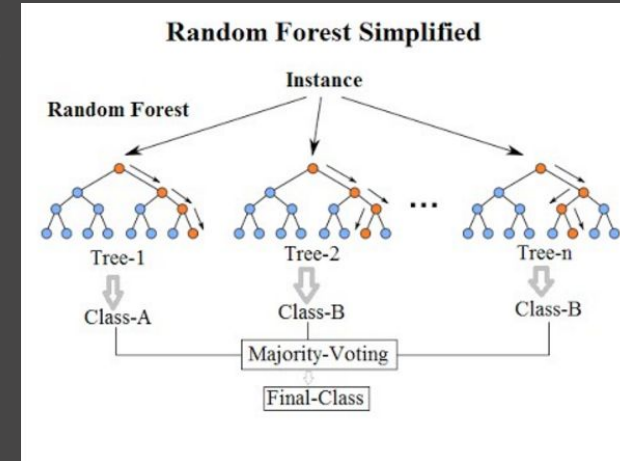 Random Forest Simplified
Instance
Random Forest
...
Tree-1 Tree-2 Tree-n
Class-A Class-B Class-B
Majority-Voting
Final-Class